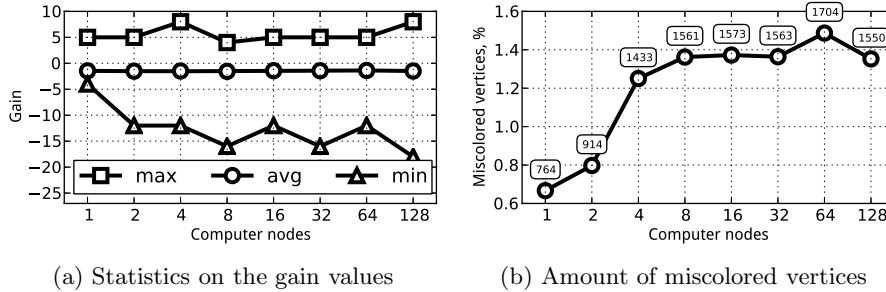 10
5
0
−5
−10
−15
−20
−25
Gain
max avg min
1 2 4 8 16 32 64 128
Computer nodes
(a) Statistics on the gain values
1.6
1.4
1.2
1.0
0.8
0.6
Miscolored vertices, %
764
914
1433
1561
1573
1563
1704
1550
1 2 4 8 16 32 64 128
Computer nodes
(b) Amount of miscolored vertices